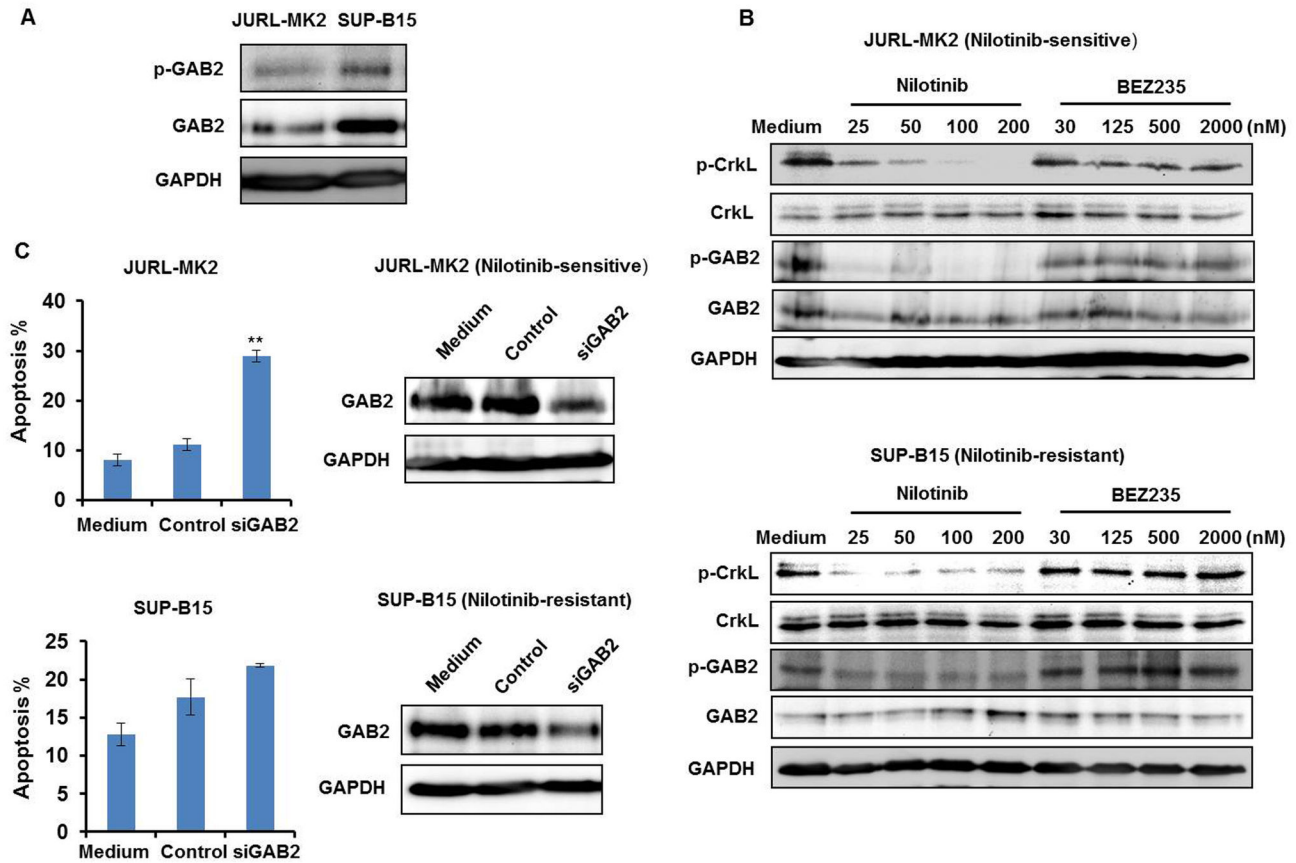 A
JURL-MK2 SUP-B15
p-GAB2
GAB2
GAPDH
B
JURL-MK2 (Nilotinib-sensitive)
Nilotinib BEZ235
Medium 25 50 100 200 30 125 500 2000 (nM)
p-CrkL
CrkL
p-GAB2
GAB2
GAPDH
SUP-B15 (Nilotinib-resistant)
Nilotinib BEZ235
Medium 25 50 100 200 30 125 500 2000 (nM)
p-CrkL
CrkL
p-GAB2
GAB2
GAPDH
C
JURL-MK2
Apoptosis %
40
30
20
10
0
**
Medium Control siGAB2
JURL-MK2 (Nilotinib-sensitive)
Medium Control siGAB2
GAB2
GAPDH
SUP-B15
Apoptosis %
25
20
15
10
5
0
Medium Control siGAB2
SUP-B15 (Nilotinib-resistant)
Medium Control siGAB2
GAB2
GAPDH